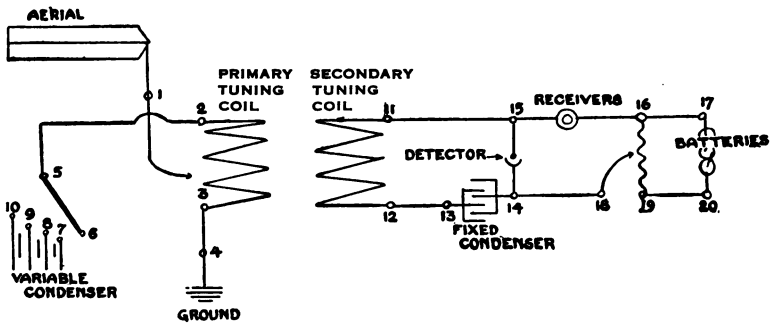 AERIAL
1
PRIMARY
TUNING
COIL
SECONDARY
TUNING
COIL
2
11
15
RECEIVERS
16
17
BATTERIES
DETECTOR
5
3
12
13
14
18
19
20.
FIXED
CONDENSER
10
9
8
7
6
4
VARIABLE
CONDENSER
GROUND